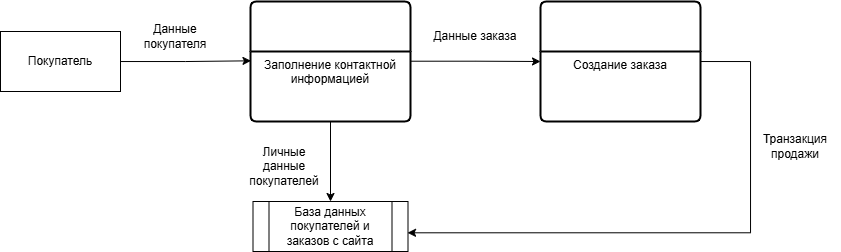 Данные
покупателя
Данные заказа
Покупатель
Заполнение контактной
информацией
Создание заказа
Транзакция
продажи
Личные
данные
покупателей
База данных
покупателей и
заказов с сайта